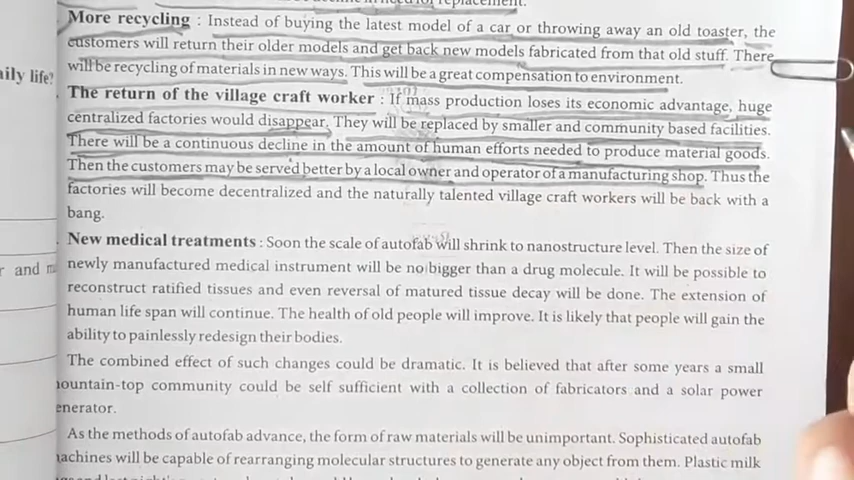 More recycling : Instead of buying the latest model of a car or throwing away an old toaster, the
customers will return their older models and get back new models fabricated from that old stuff. There
will be recycling of materials in new ways. This will be a great compensation to environment.
aily life?
The return of the village craft worker : If mass production loses its economic advantage, huge
centralized factories would disappear. They will be replaced by smaller and community based facilities.
There will be a continuous decline in the amount of human efforts needed to produce material goods.
Then the customers may be served better by a local owner and operator of a manufacturing shop. Thus the
factories will become decentralized and the naturally talented village craft workers will be back with a
bang.
New medical treatments : Soon the scale of autofab will shrink to nanostructure level. Then the size of
newly manufactured medical instrument will be no bigger than a drug molecule. It will be possible to
r and m
reconstruct ratified tissues and even reversal of matured tissue decay will be done. The extension of
human life span will continue. The health of old people will improve. It is likely that people will gain the
ability to painlessly redesign their bodies.
The combined effect of such changes could be dramatic. It is believed that after some years a small
ountain-top community could be self sufficient with a collection of fabricators and a solar power
enerator.
As the methods of autofab advance, the form of raw materials will be unimportant. Sophisticated autofab
achines will be capable of rearranging molecular structures to generate any object from them. Plastic milk